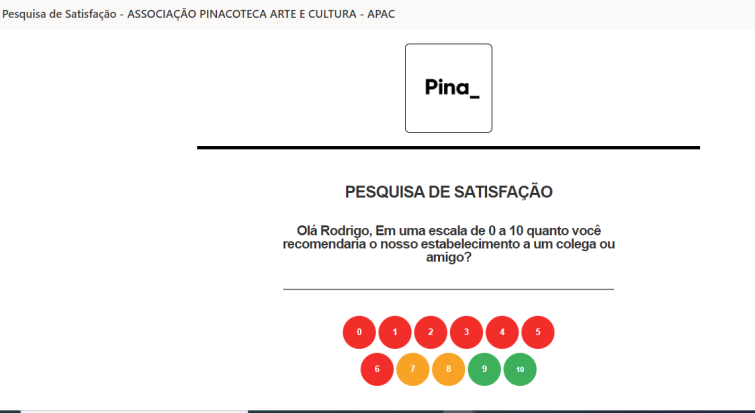 Pesquisa de Satisfação - ASSOCIAÇÃO PINACOTECA ARTE E CULTURA - APAC
Pina_
PESQUISA DE SATISFAÇÃO
Olá Rodrigo, Em uma escala de 0 a 10 quanto você
recomendaria o nosso estabelecimento a um colega ou
amigo?
0 1 2 3 4 5
6 7 8 9 10